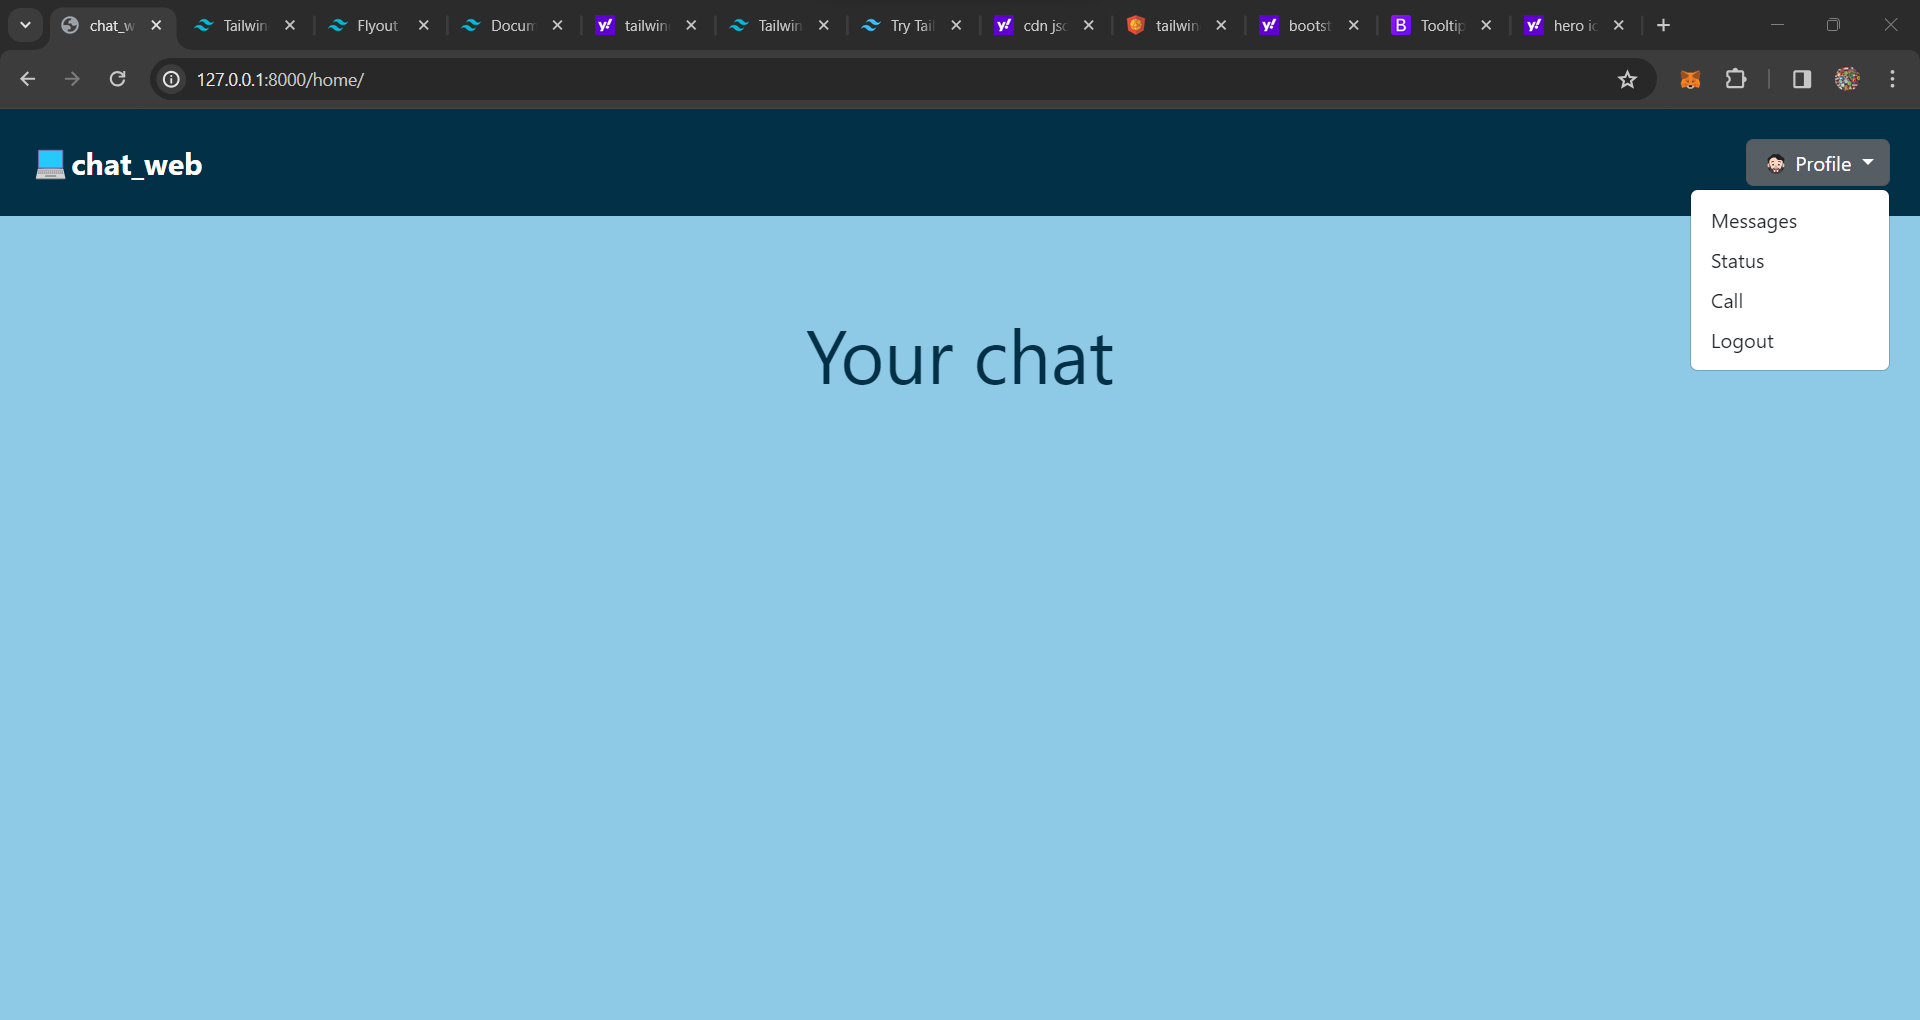 chat_w
Tailwin
Flyout
Docum
tailwin
Tailwin
Try Tail
cdn jsc
tailwin
bootst
Tooltip
hero ic
127.0.0.1:8000/home/
chat_web
Profile
Messages
Status
Call
Logout
Your chat